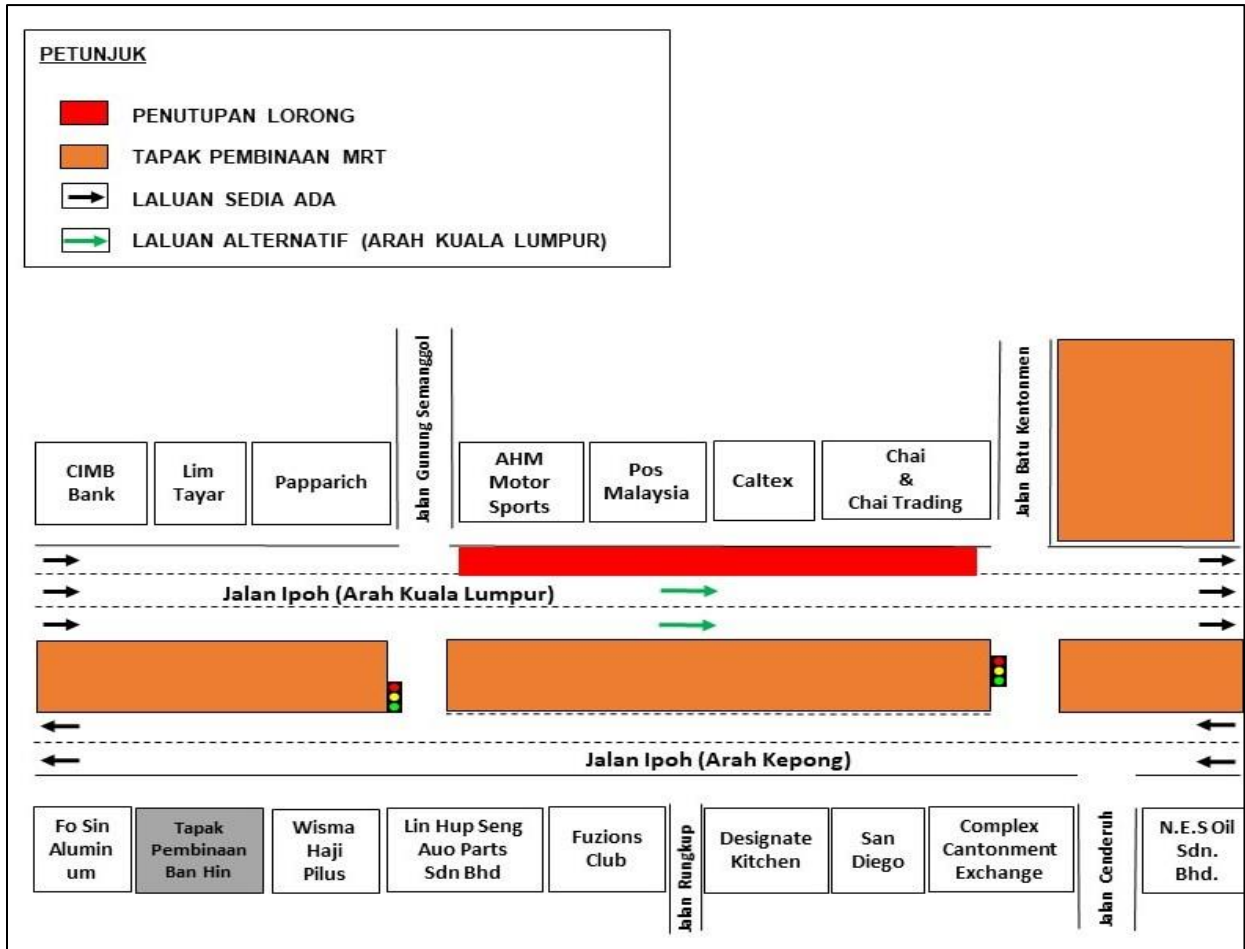 PETUNJUK
PENUTUPAN LORONG
TAPAK PEMBINAAN MRT
LALUAN SEDIA ADA
LALUAN ALTERNATIF (ARAH KUALA LUMPUR)
Jalan Gunung Semanggol
Jalan Batu Kentonmen
CIMB
Bank
Lim
Tayar
Papparich
AHM
Motor
Sports
Pos
Malaysia
Caltex
Chai
&
Chai Trading
Jalan Ipoh (Arah Kuala Lumpur)
Jalan Ipoh (Arah Kepong)
Fo Sin
Alumin
um
Tapak
Pembinaan
Ban Hin
Wisma
Haji
Pilus
Lin Hup Seng
Auo Parts
Sdn Bhd
Fuzions
Club
Jalan Rungkup
Designate
Kitchen
San
Diego
Complex
Cantonment
Exchange
Jalan Cenderuh
N.E.S Oil
Sdn.
Bhd.